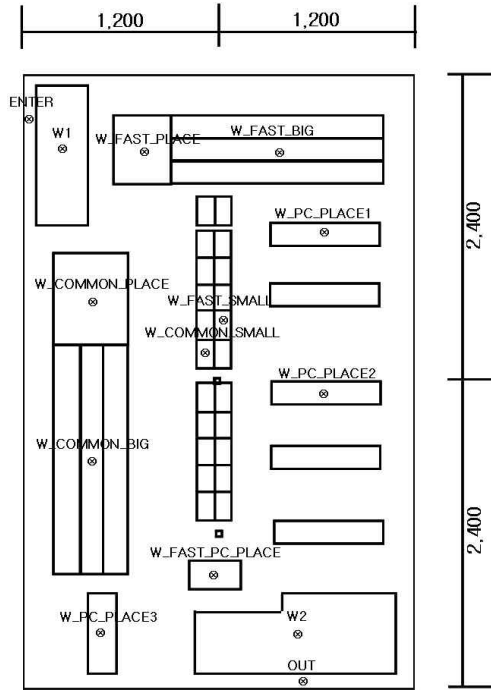 1,200 1,200
ENTER
W1
W_FAST_PLACE
W_FAST_BIG
W_PC_PLACE1
2,400
W_COMMON_PLACE
W_FAST_SMALL
W_COMMON_SMALL
W_PC_PLACE2
W_COMMON_BIG
2,400
W_FAST_PC_PLACE
W_PC_PLACE3
W2
OUT